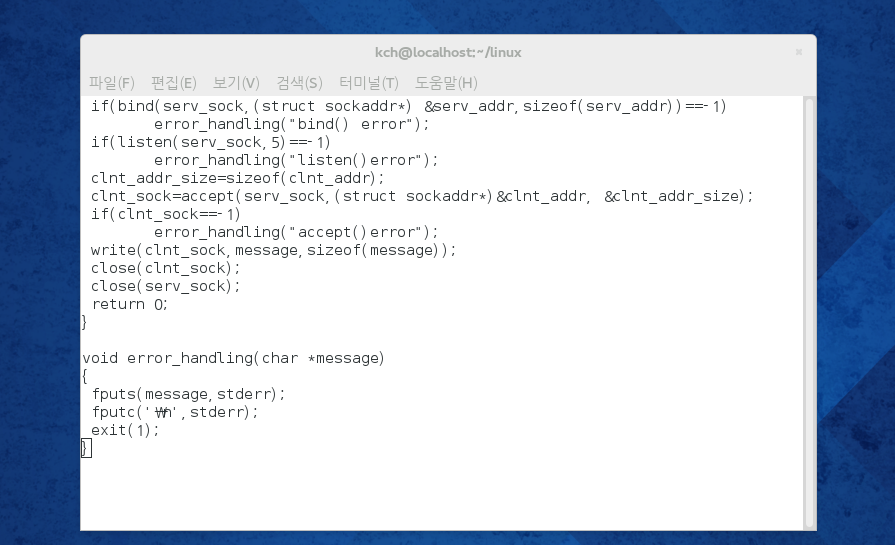 kch@localhost:~/linux
파일(F) 편집(E) 보기(V) 검색(S) 터미널(T) 도움말(H)
if(bind(serv_sock,(struct sockaddr*) &serv_addr,sizeof(serv_addr))==-1)
error_handling("bind() error");
if(listen(serv_sock,5)==-1)
error_handling("listen()error");
clnt_addr_size=sizeof(clnt_addr);
clnt_sock=accept(serv_sock,(struct sockaddr*)&clnt_addr, &clnt_addr_size);
if(clnt_sock==-1)
error_handling("accept()error");
write(clnt_sock,message,sizeof(message));
close(clnt_sock);
close(serv_sock);
return 0;
}
void error_handling(char *message)
{
fputs(message,stderr);
fputc('₩n',stderr);
exit(1);
}